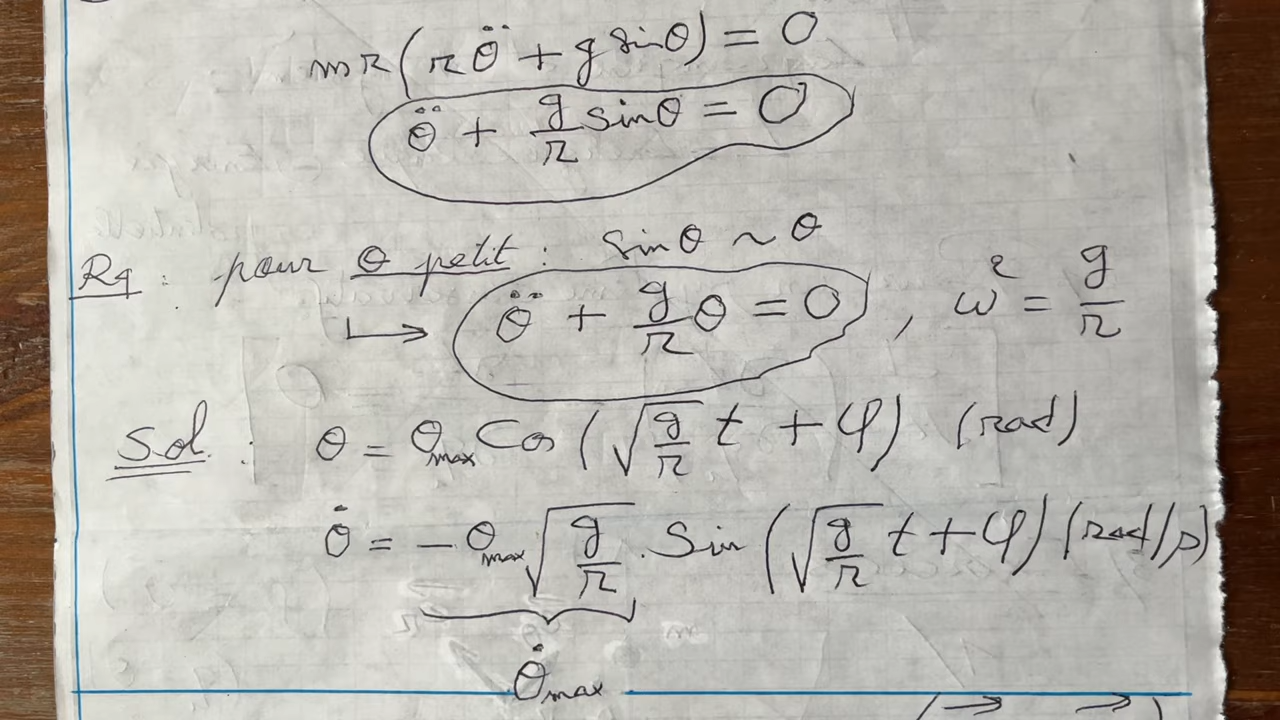 mr(rθ̈ + g sinθ) = 0
θ̈ + g/r sinθ = 0
Rq : pour θ petit : sinθ ~ θ
↳ θ̈ + g/r θ = 0 , ω² = g/r
Sol : θ = θmax Cos (√(g/r) t + φ) (rad)
θ̇ = - θmax √(g/r) . Sin (√(g/r) t + φ) (rad/s)
θ̇max